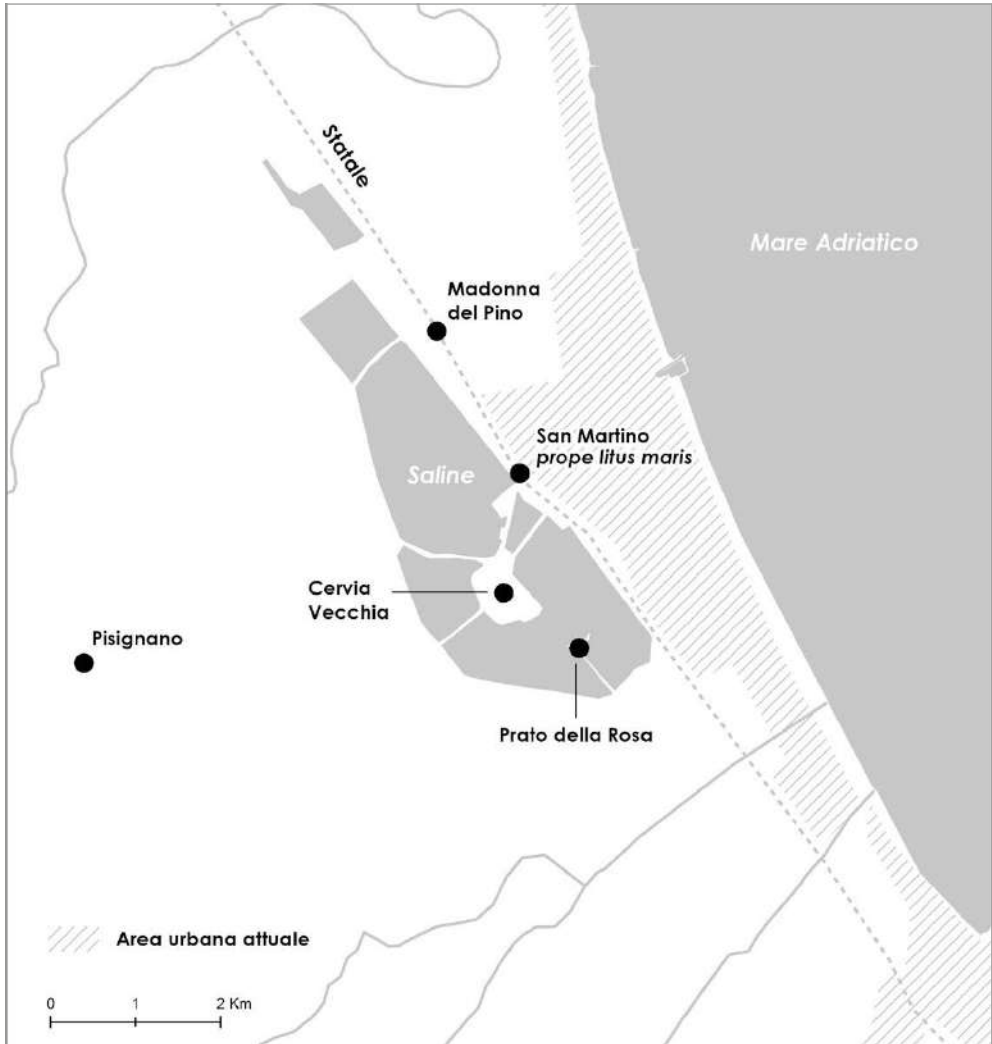 Statale
Mare Adriatico
Madonna
del Pino
San Martino
prope litus maris
Saline
Cervia
Vecchia
Pisignano
Prato della Rosa
Area urbana attuale
0 1 2 Km